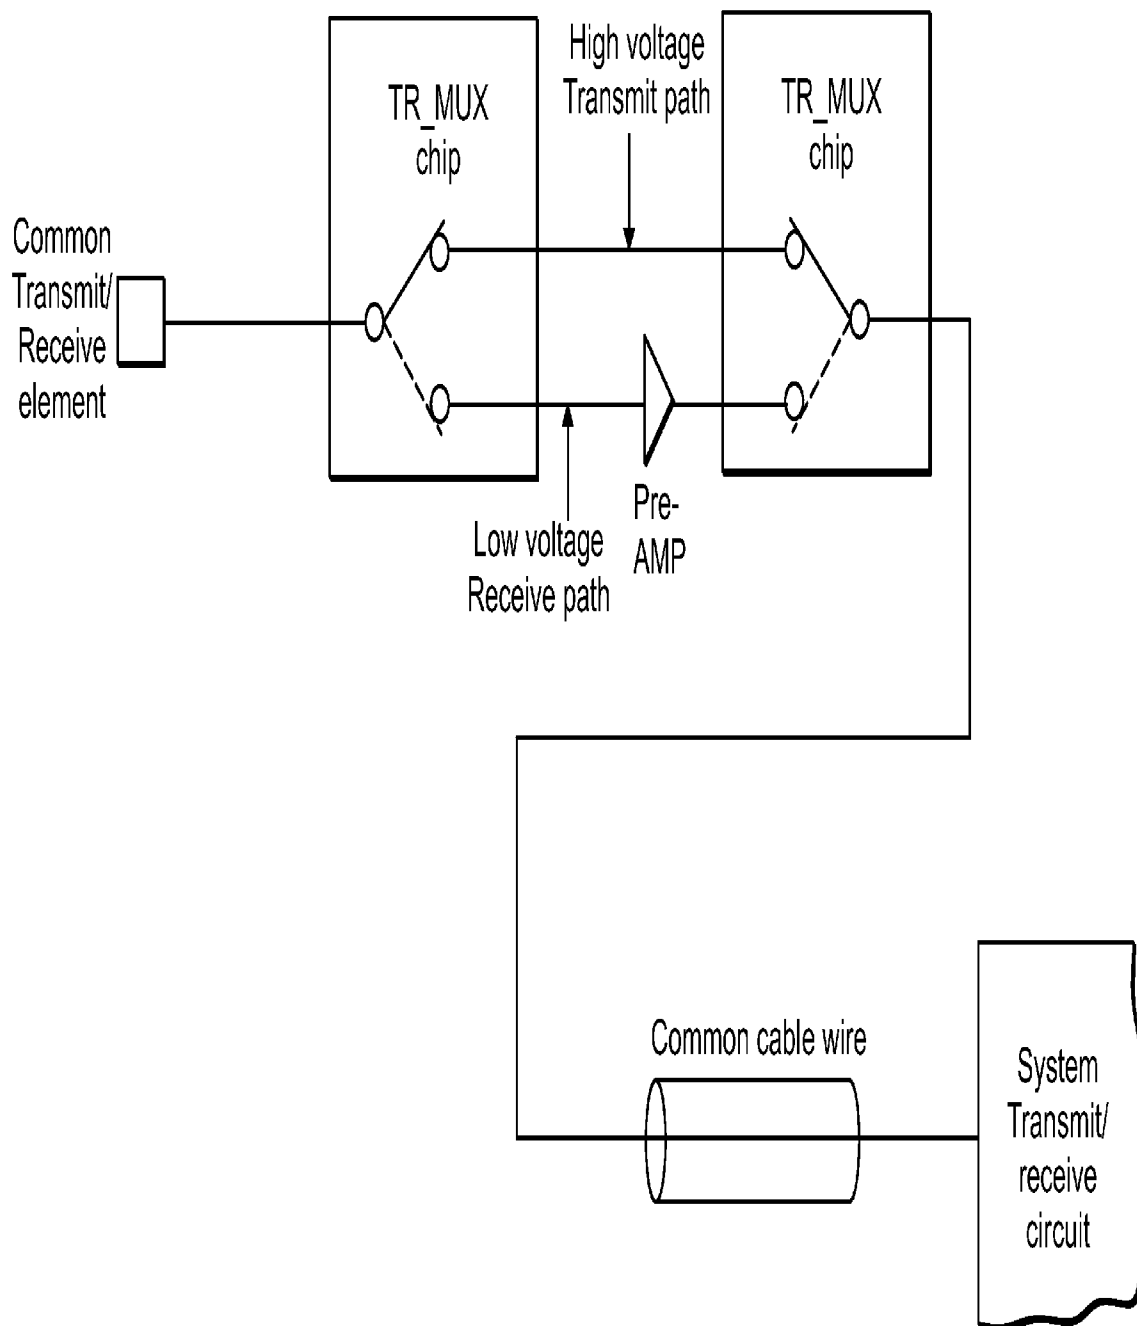 High voltage
Transmit path
TR_MUX
chip
TR_MUX
chip
Common
Transmit/
Receive
element
Low voltage
Receive path
Pre-
AMP
Common cable wire
System
Transmit/
receive
circuit